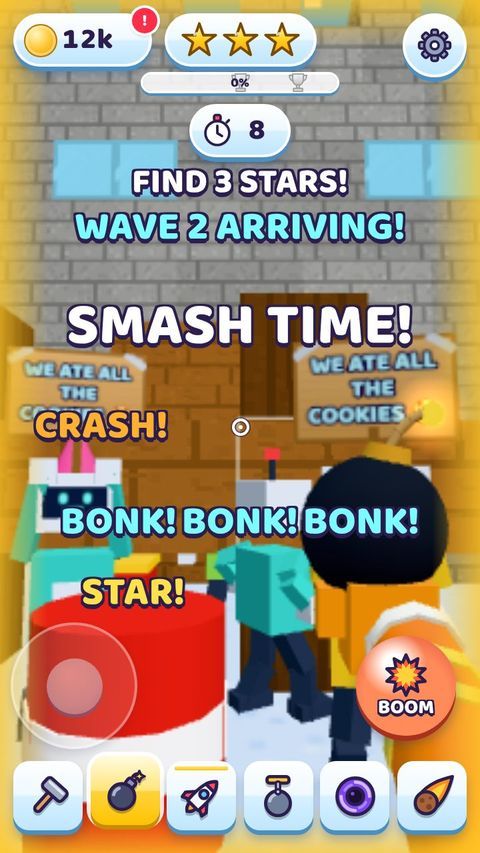 12k
!
0%
8
FIND 3 STARS!
WAVE 2 ARRIVING!
SMASH TIME!
WE ATE ALL
THE
COOKIES
WE ATE ALL
THE
COOKIES
CRASH!
BONK! BONK! BONK!
STAR!
BOOM